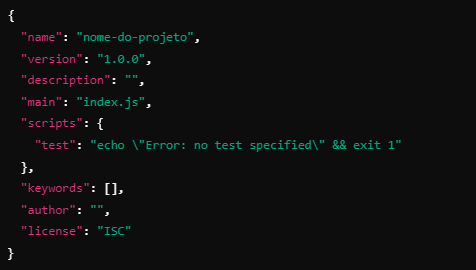 {
  "name": "nome-do-projeto",
  "version": "1.0.0",
  "description": "",
  "main": "index.js",
  "scripts": {
    "test": "echo \"Error: no test specified\" && exit 1"
  },
  "keywords": [],
  "author": "",
  "license": "ISC"
}